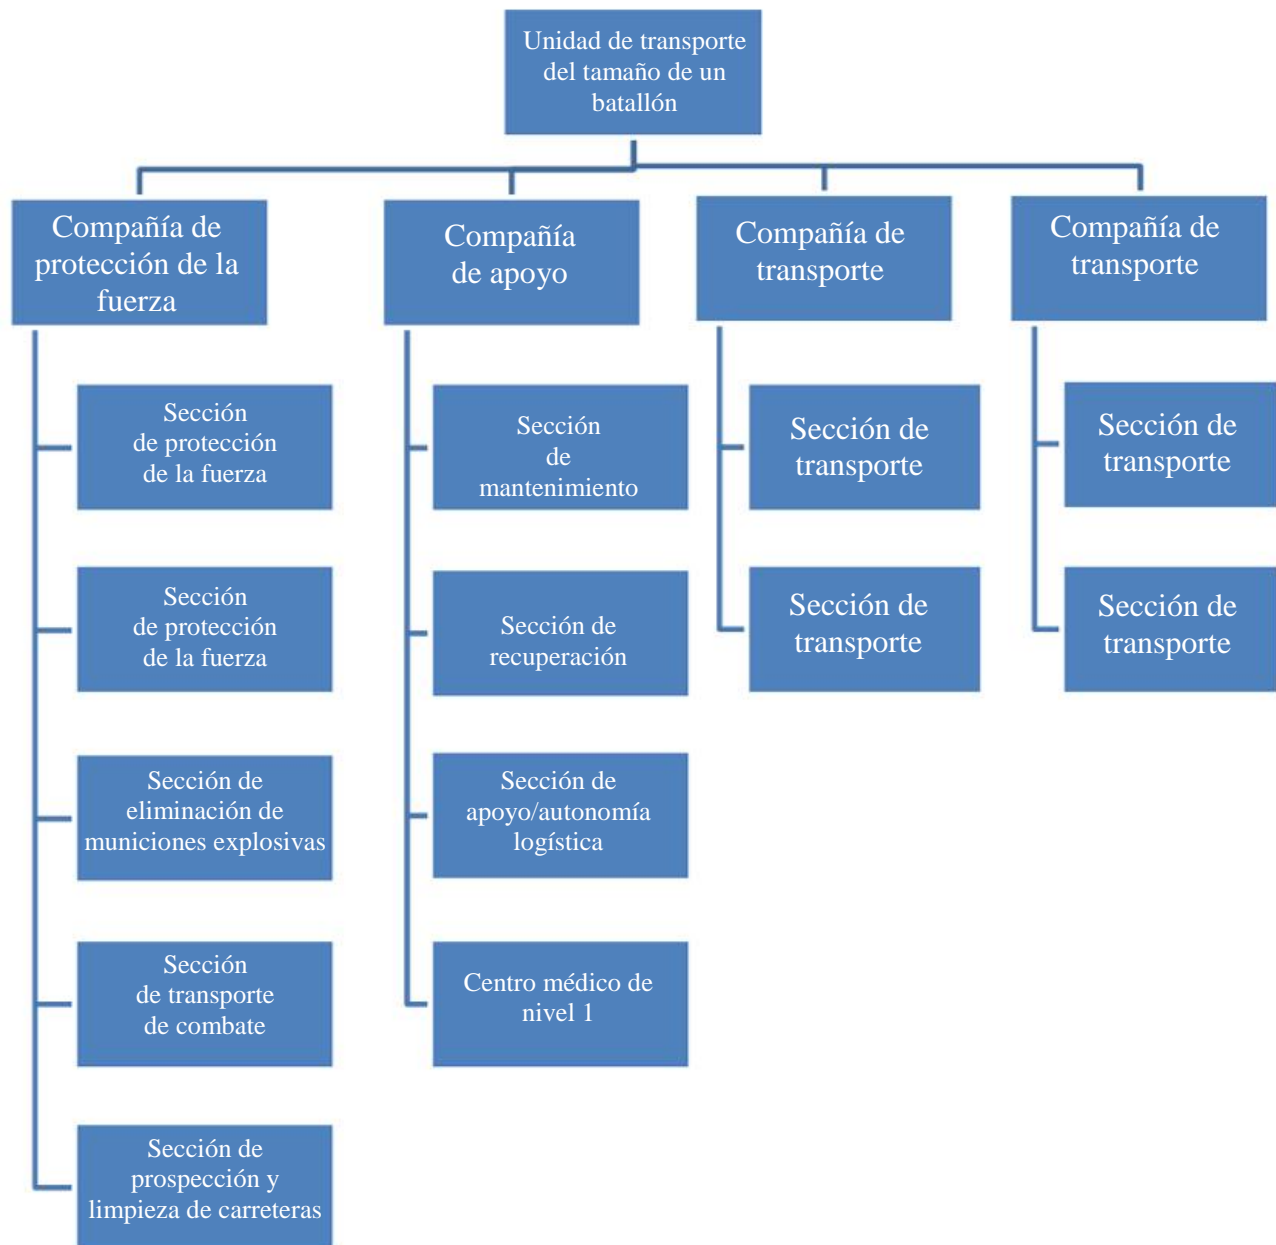 Unidad de transporte
del tamaño de un
batallón
Compañía de
protección de la
fuerza
Sección
de protección
de la fuerza
Sección
de protección
de la fuerza
Sección de
eliminación de
municiones explosivas
Sección
de transporte
de combate
Sección de
prospección y
limpieza de carreteras
Compañía
de apoyo
Sección
de
mantenimiento
Sección de
recuperación
Sección de
apoyo/autonomía
logística
Centro médico de
nivel 1
Compañía de
transporte
Sección de
transporte
Sección de
transporte
Compañía de
transporte
Sección de
transporte
Sección de
transporte